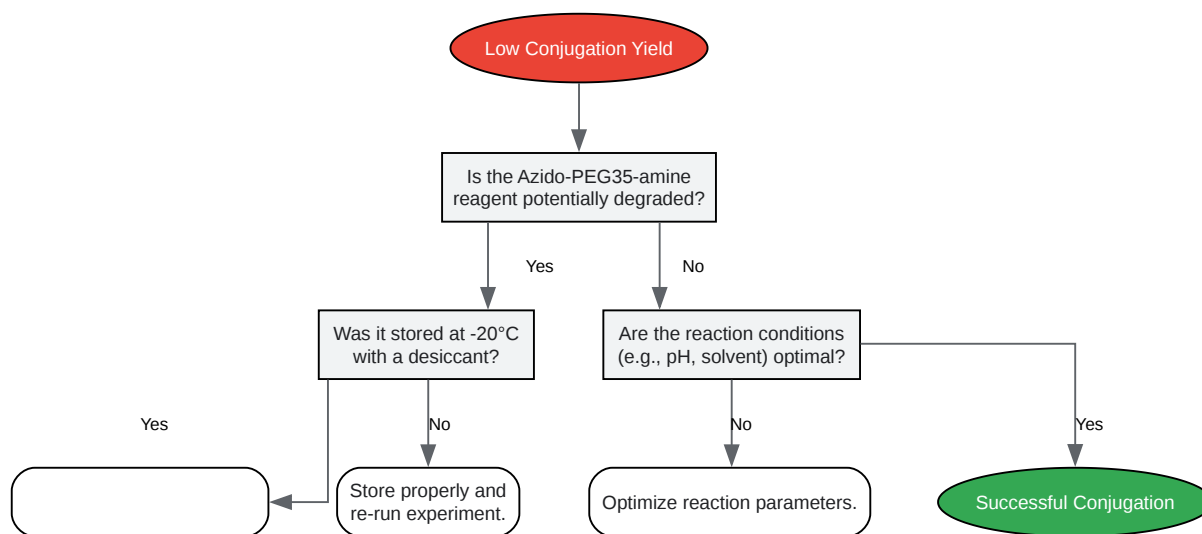 Low Conjugation Yield
Is the Azido-PEG35-amine
reagent potentially degraded?
Yes
No
Was it stored at -20°C
with a desiccant?
Are the reaction conditions
(e.g., pH, solvent) optimal?
Yes
No
No
Yes
Store properly and
re-run experiment.
Optimize reaction parameters.
Successful Conjugation